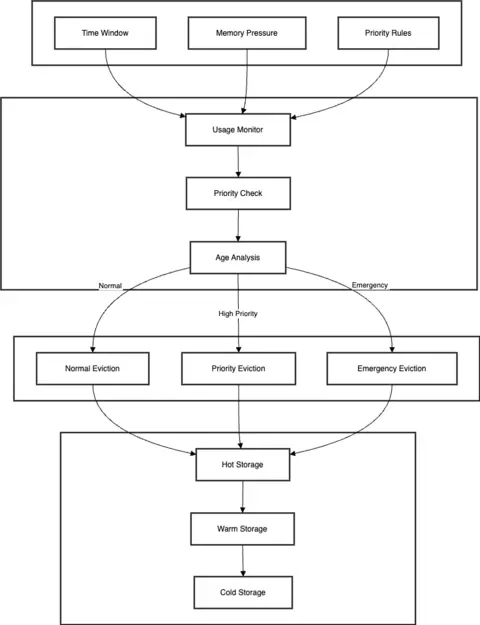 Time Window
Memory Pressure
Priority Rules
Usage Monitor
Priority Check
Age Analysis
Normal
High Priority
Emergency
Normal Eviction
Priority Eviction
Emergency Eviction
Hot Storage
Warm Storage
Cold Storage